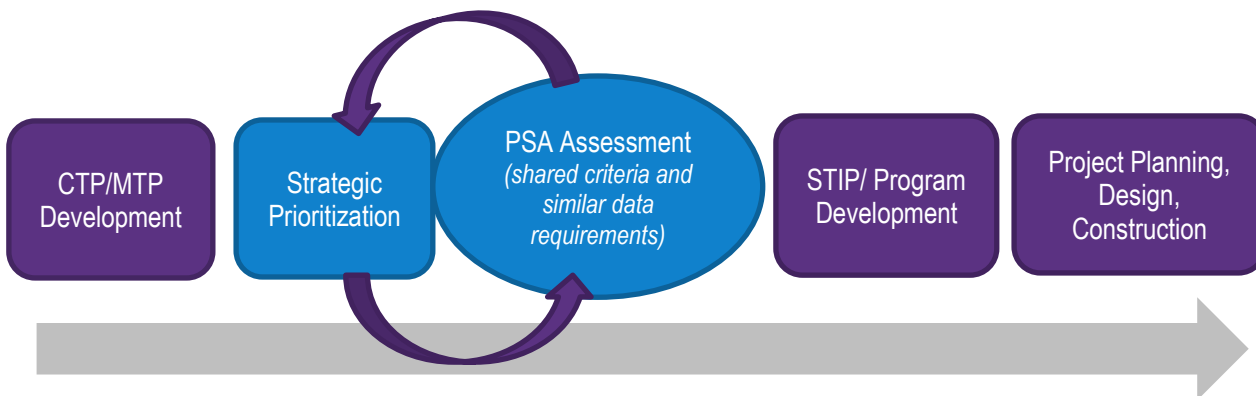 CTP/MTP
Development
Strategic
Prioritization
PSA Assessment
(shared criteria and
similar data
requirements)
STIP/ Program
Development
Project Planning,
Design,
Construction